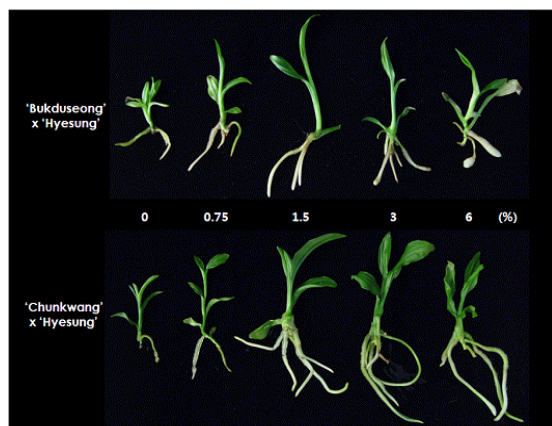 ‘Bukduseong’
x ‘Hyesung’
0 0.75 1.5 3 6 (%)
‘Chunkwang’
x ‘Hyesung’